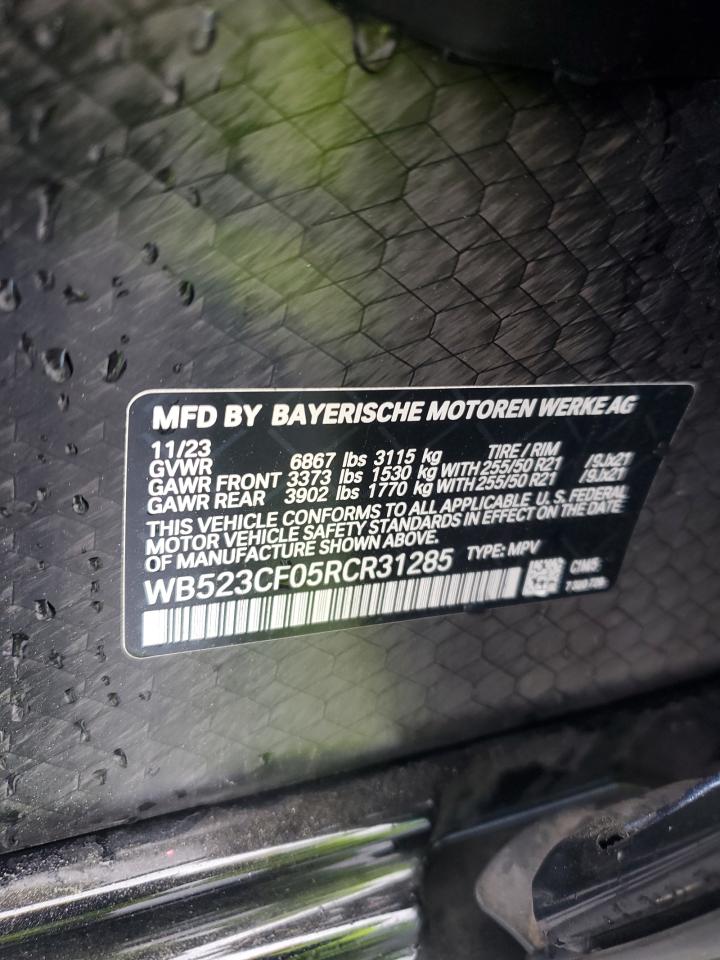 MFD BY BAYERISCHE MOTOREN WERKE AG
11/23 TIRE / RIM
GVWR 6867 lbs 3115 kg
GAWR FRONT 3373 lbs 1530 kg WITH 255/50 R21 /9Jx21
GAWR REAR 3902 lbs 1770 kg WITH 255/50 R21 /9Jx21
THIS VEHICLE CONFORMS TO ALL APPLICABLE U.S. FEDERAL
MOTOR VEHICLE SAFETY STANDARDS IN EFFECT ON THE DATE
OF MANUFACTURE SHOWN ABOVE.
WB523CF05RCR31285 TYPE: MPV